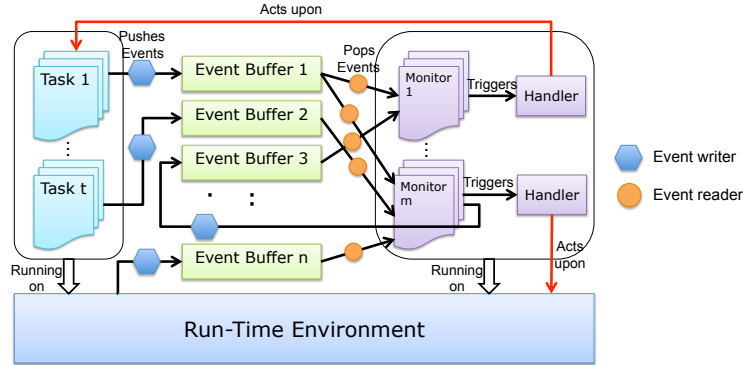 Acts upon
Pushes
Events
Pops
Events
Task 1
Event Buffer 1
Monitor
1
Triggers
Handler
Event Buffer 2
Event writer
Event Buffer 3
Task t
Monitor
m
Triggers
Handler
Event reader
Event Buffer n
Running
on
Running
on
Acts
upon
Run-Time Environment